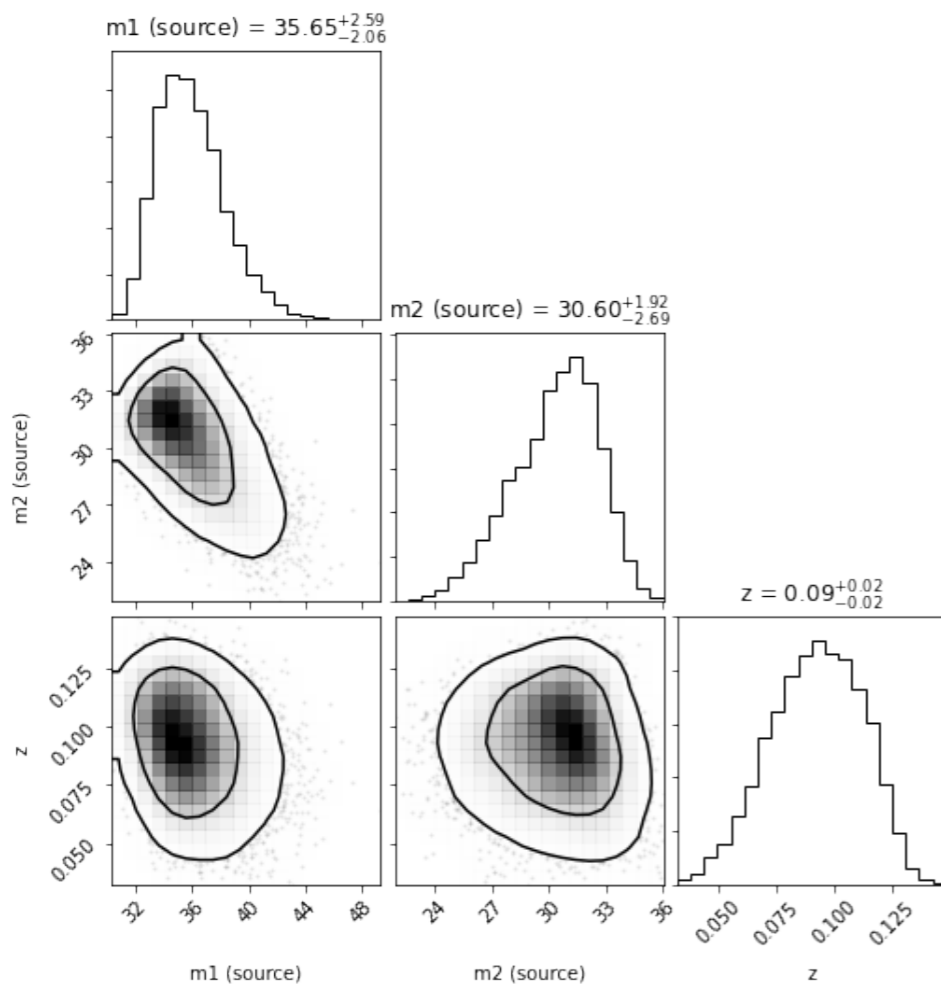 m1 (source) = 35.65+2.59 −2.06
m2 (source) = 30.60+1.92 −2.69
z = 0.09+0.02 −0.02
m2 (source)
36
33
30
27
24
z
0.125
0.100
0.075
0.050
32 36 40 44 48
24 27 30 33 36
0.050 0.075 0.100 0.125
m1 (source) m2 (source) z